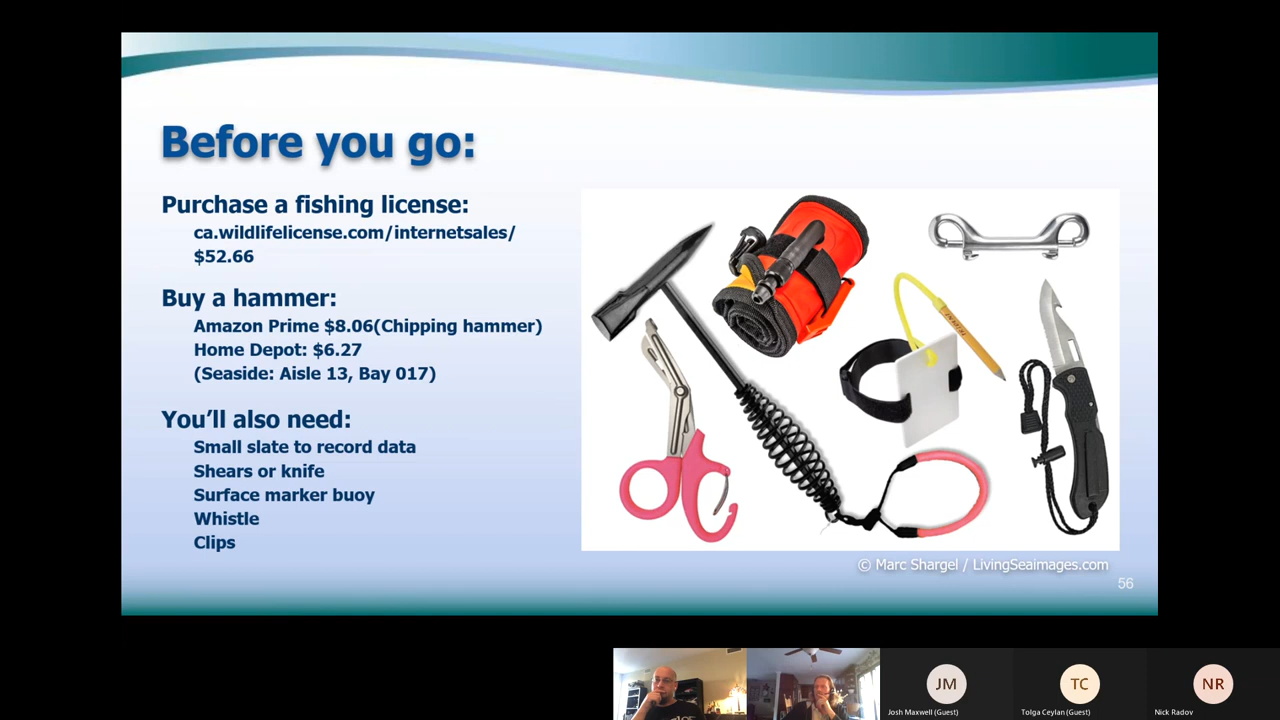 Before you go:
Purchase a fishing license:
ca.wildlifelicense.com/internetsales/
$52.66
Buy a hammer:
Amazon Prime $8.06(Chipping hammer)
Home Depot: $6.27
(Seaside: Aisle 13, Bay 017)
You’ll also need:
Small slate to record data
Shears or knife
Surface marker buoy
Whistle
Clips
© Marc Shargel / LivingSeaimages.com
56
JM
Josh Maxwell (Guest)
TC
Tolga Ceylan (Guest)
NR
Nick Radov